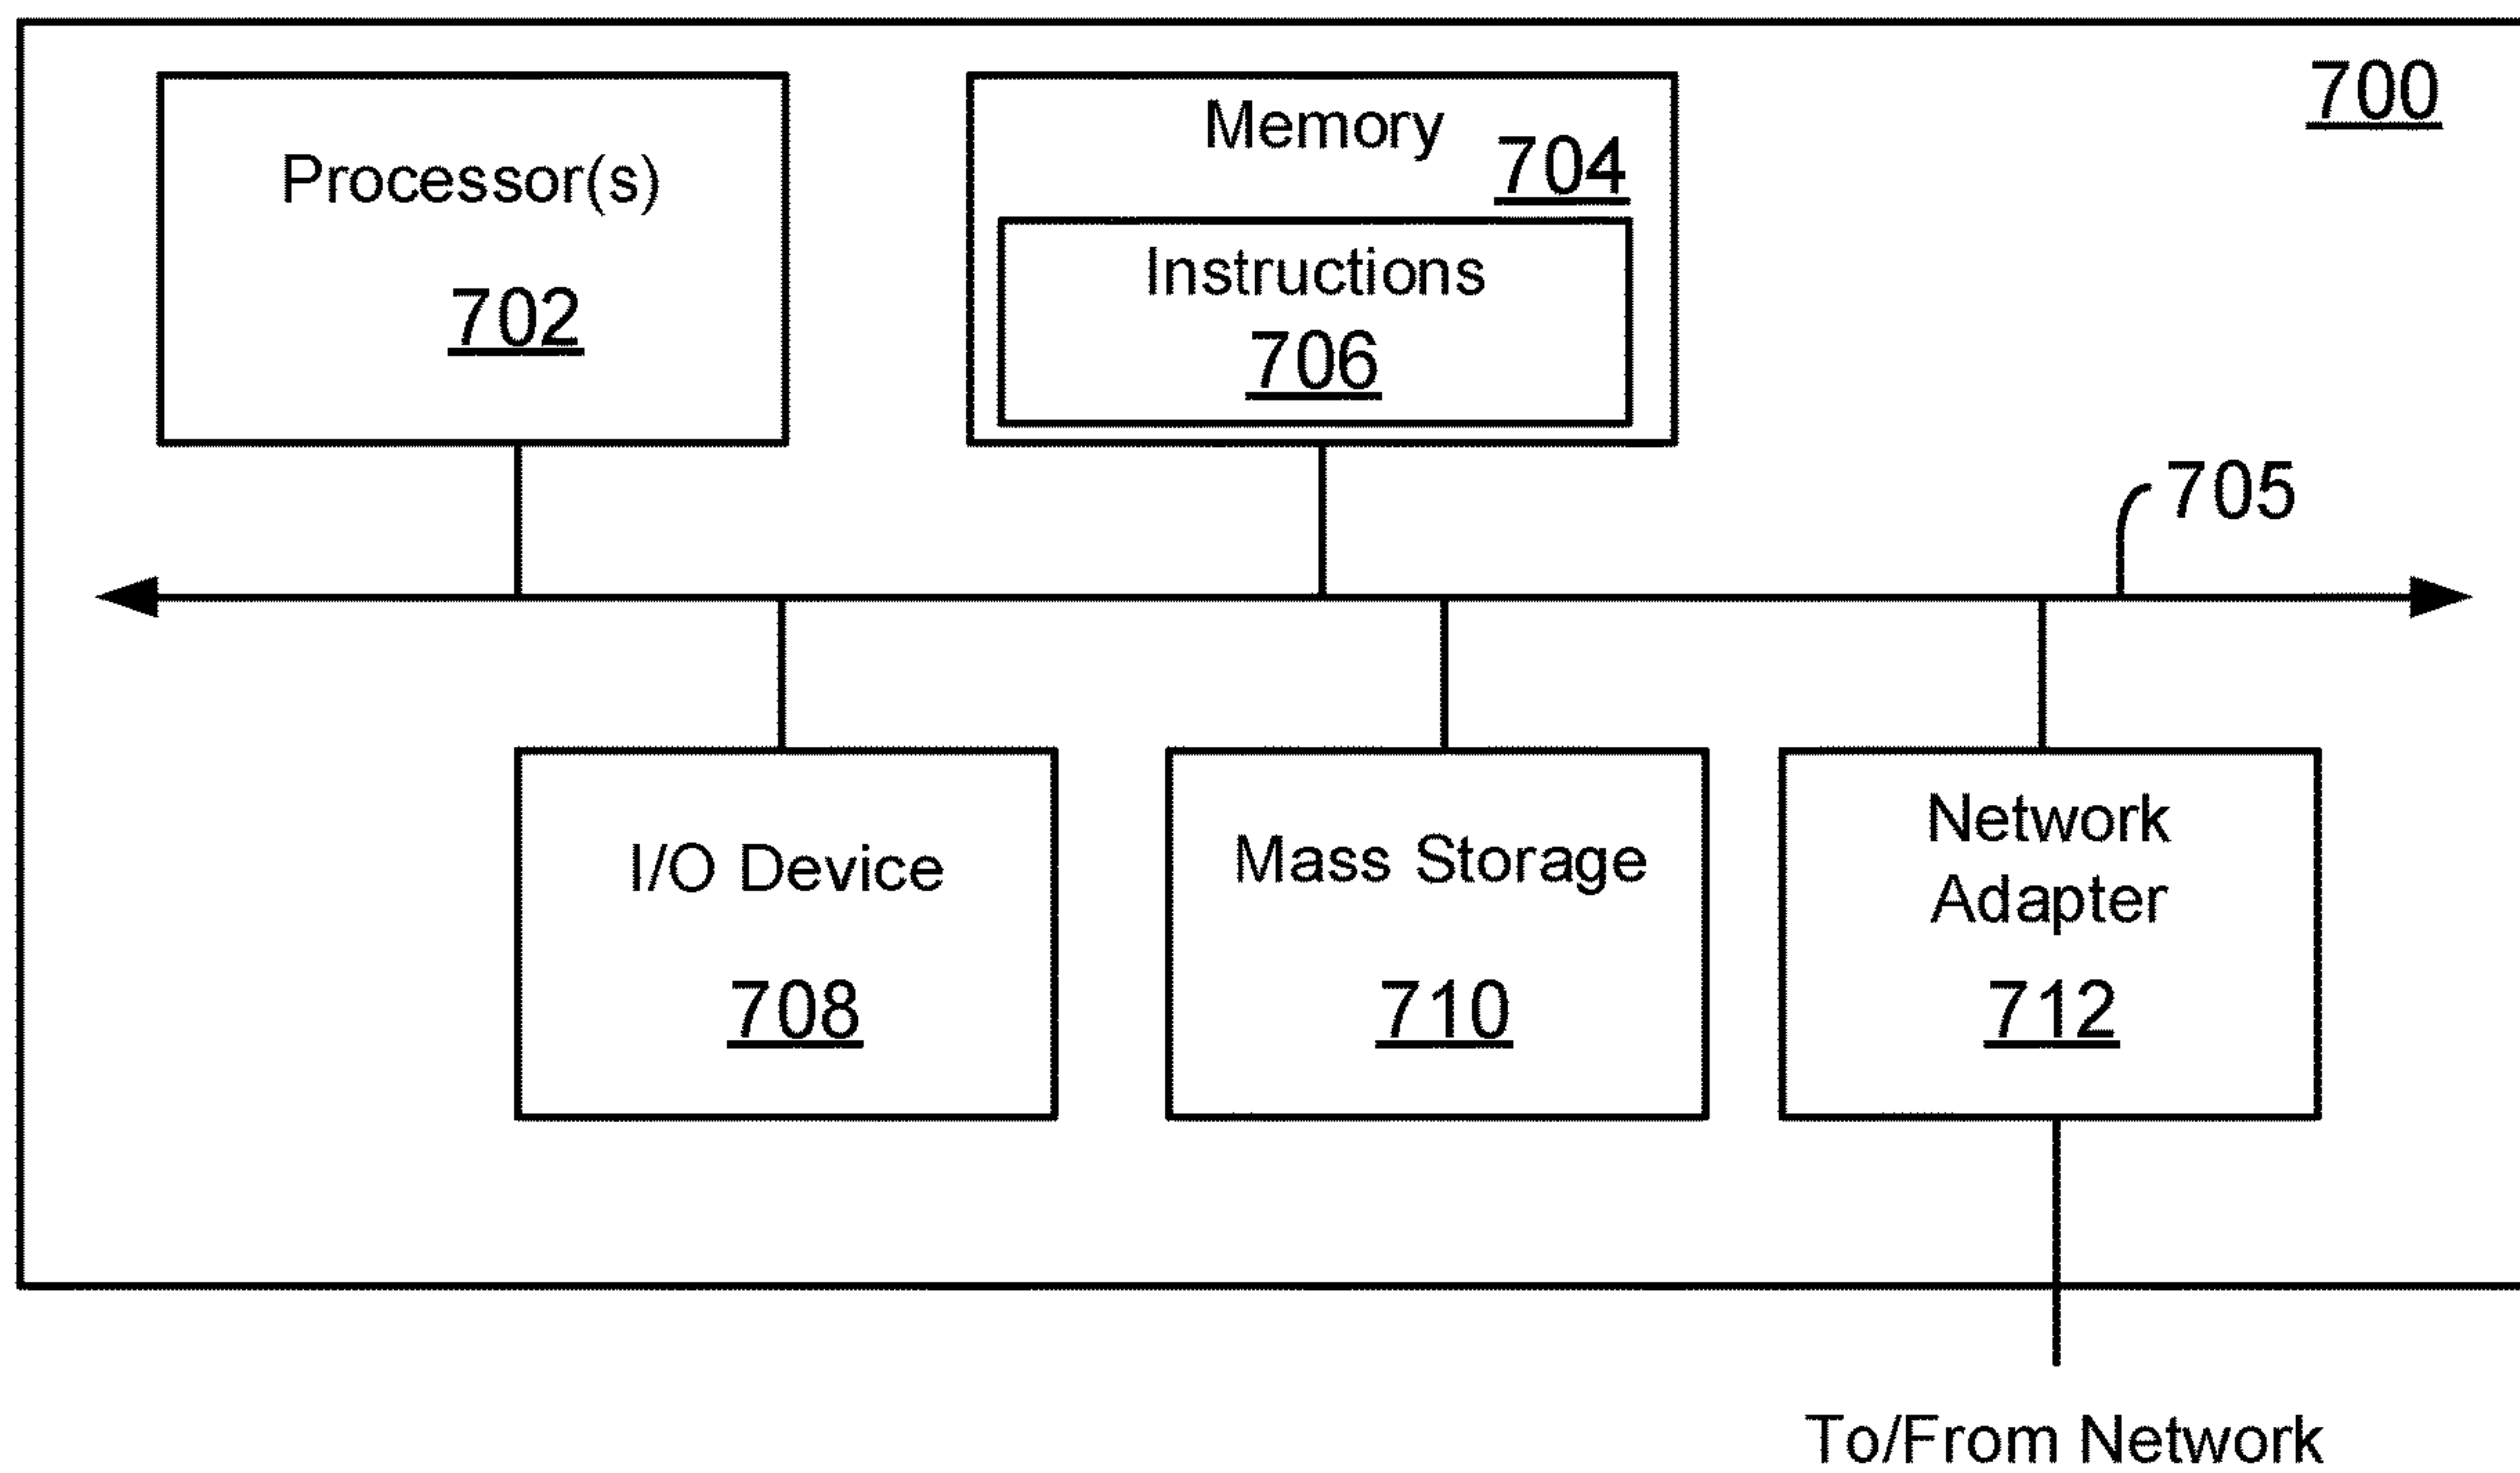 700
Processor(s)
702
Memory
704
Instructions
706
705
I/O Device
708
Mass Storage
710
Network
Adapter
712
To/From Network